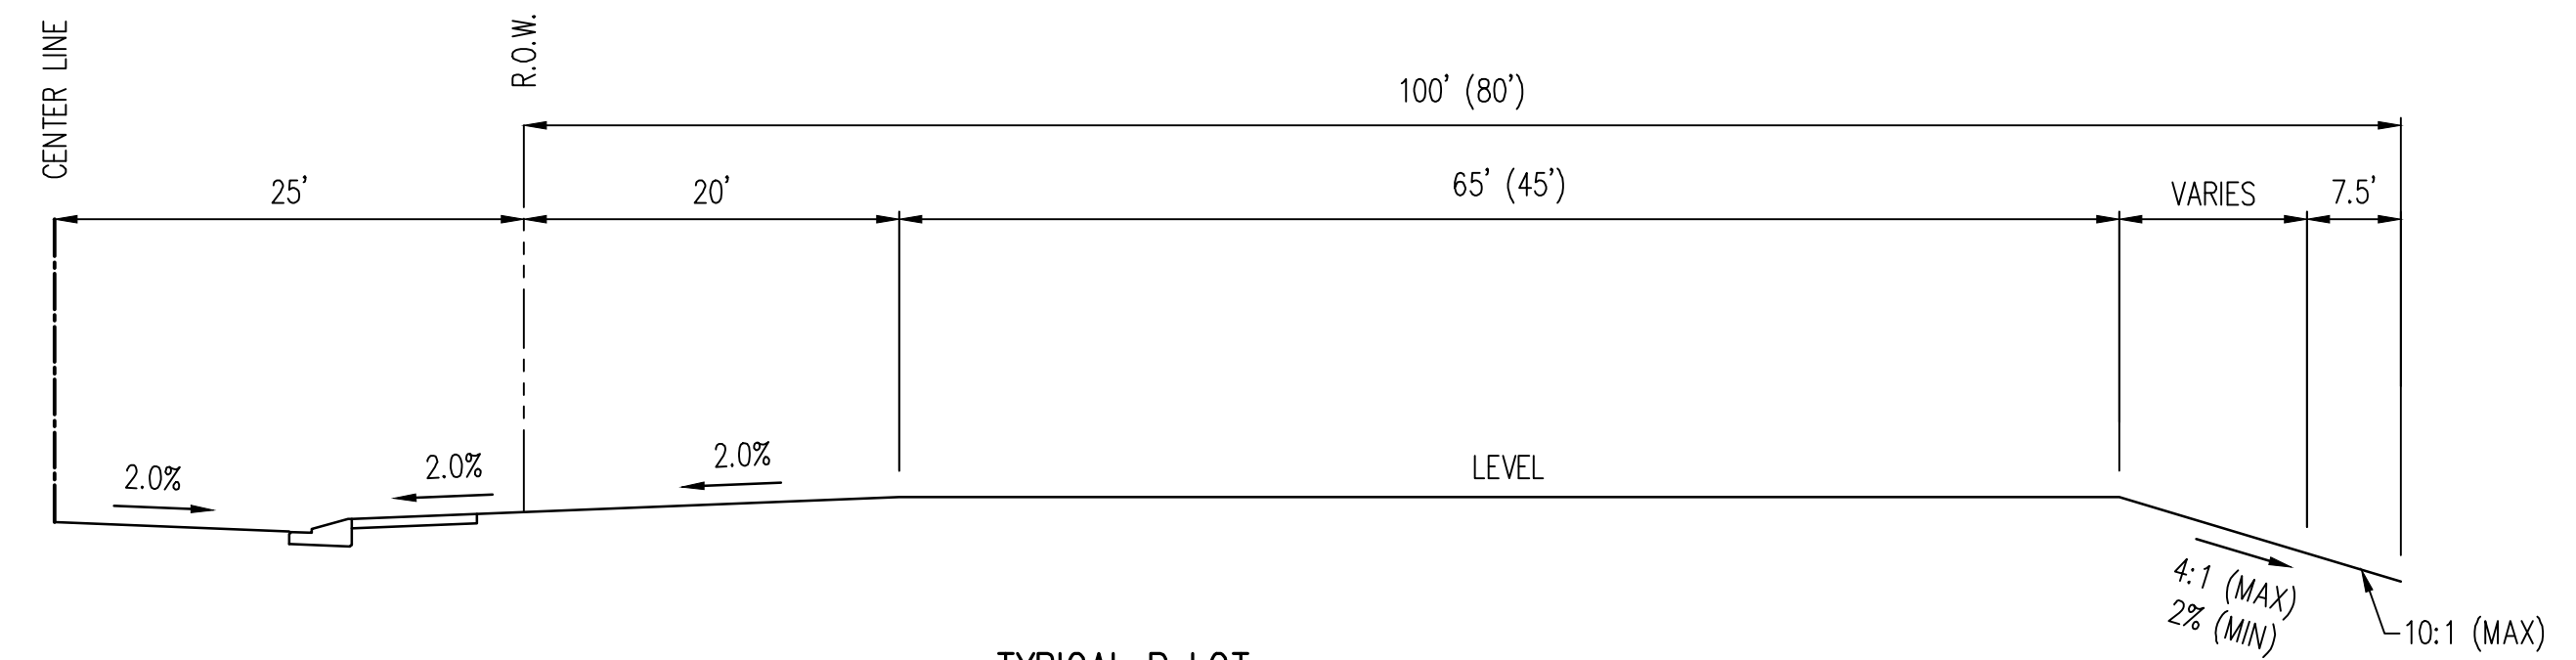 CENTER LINE
R.O.W.
100' (80')
25'
20'
65' (45')
VARIES
7.5'
2.0%
2.0%
2.0%
LEVEL
4:1 (MAX)
2% (MIN)
10:1 (MAX)